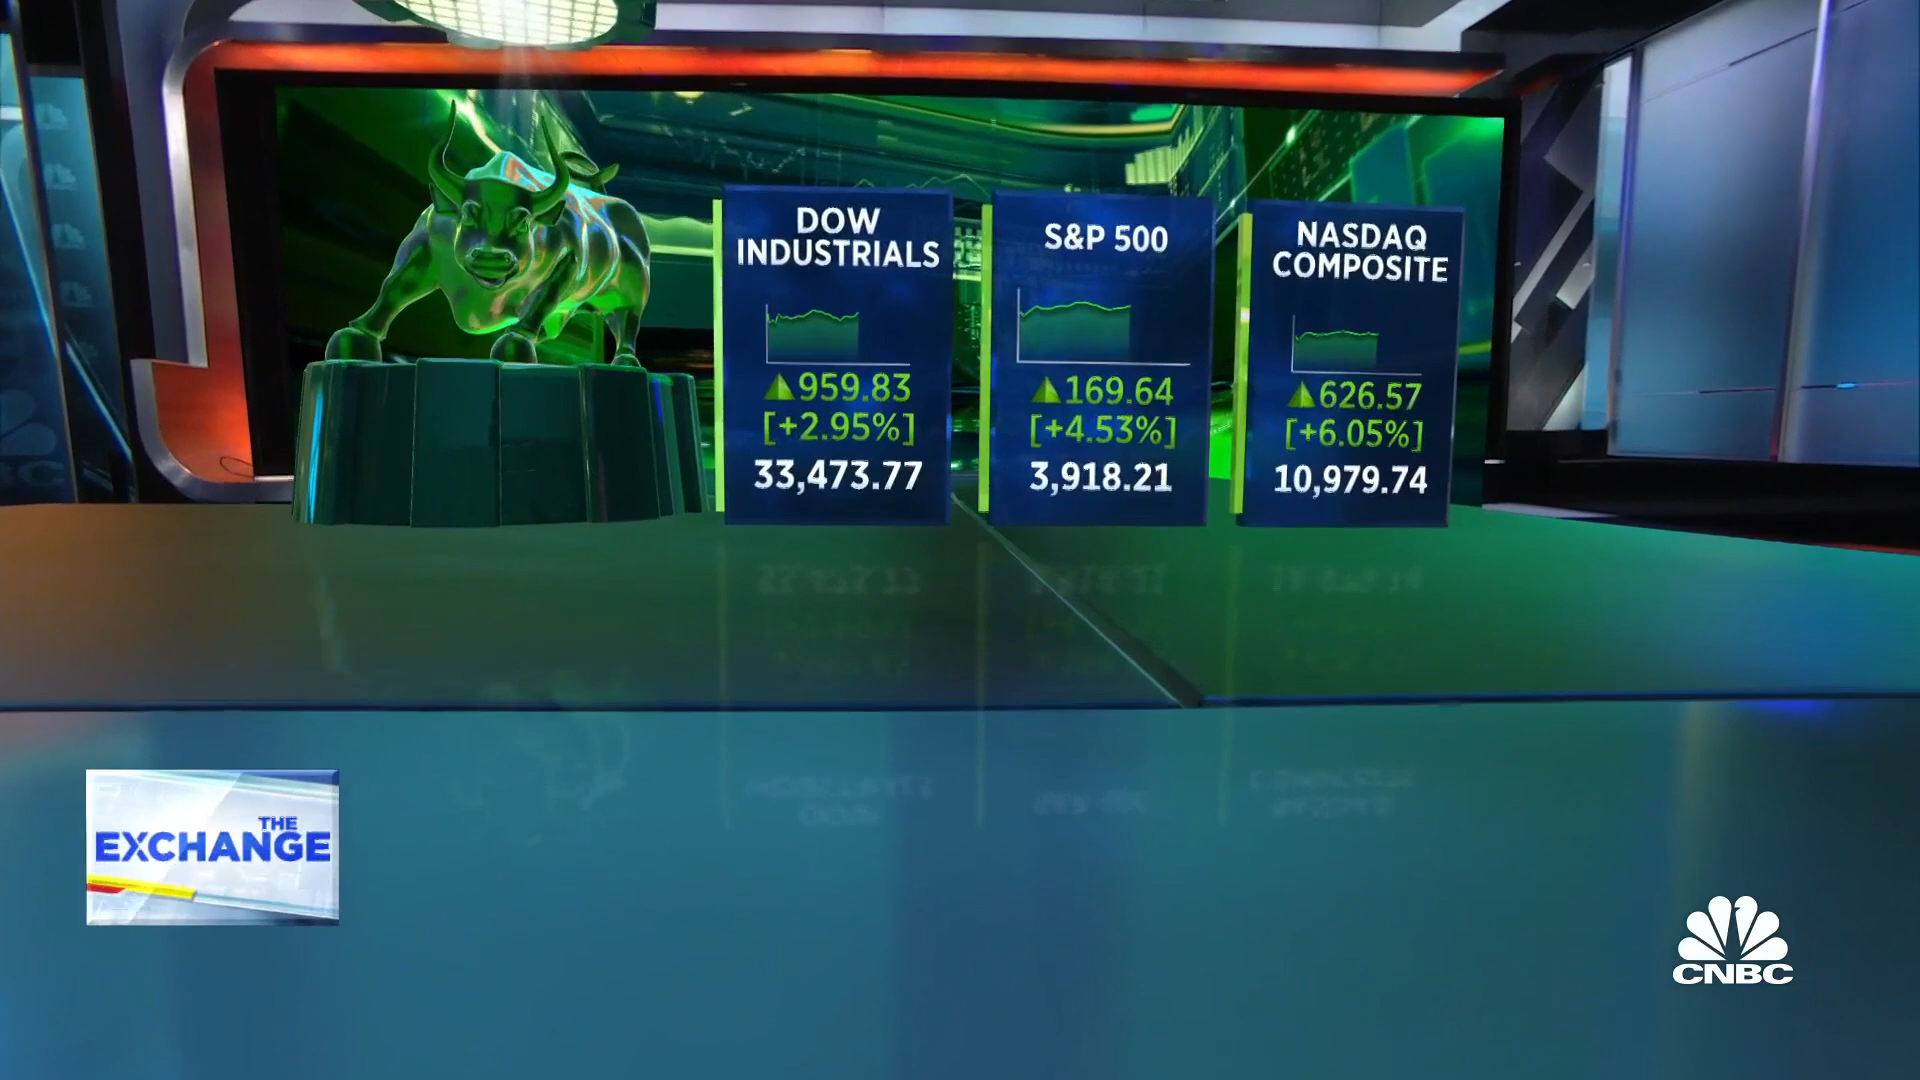 DOW
INDUSTRIALS
▲959.83
[+2.95%]
33,473.77
S&P 500
▲169.64
[+4.53%]
3,918.21
NASDAQ
COMPOSITE
▲626.57
[+6.05%]
10,979.74
THE
EXCHANGE
CNBC